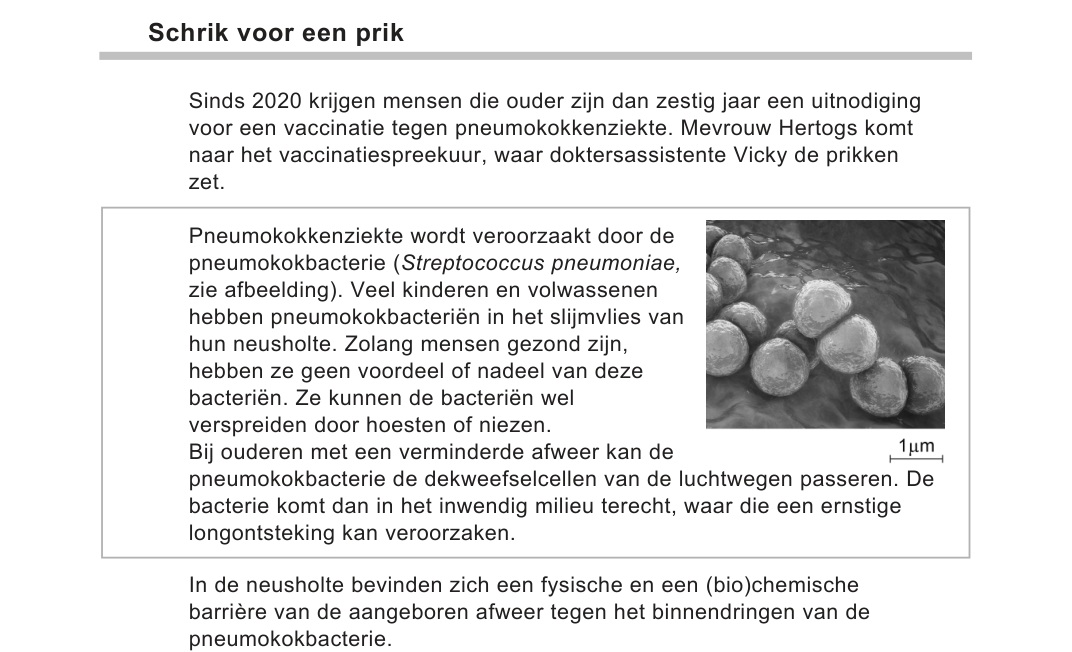 Schrik voor een prik
Sinds 2020 krijgen mensen die ouder zijn dan zestig jaar een uitnodiging
voor een vaccinatie tegen pneumokokkenziekte. Mevrouw Hertogs komt
naar het vaccinatiespreekuur, waar doktersassistente Vicky de prikken
zet.
Pneumokokkenziekte wordt veroorzaakt door de
pneumokokbacterie (Streptococcus pneumoniae,
zie afbeelding). Veel kinderen en volwassenen
hebben pneumokokbacteriën in het slijmvlies van
hun neusholte. Zolang mensen gezond zijn,
hebben ze geen voordeel of nadeel van deze
bacteriën. Ze kunnen de bacteriën wel
verspreiden door hoesten of niezen.
Bij ouderen met een verminderde afweer kan de
pneumokokbacterie de dekweefselcellen van de luchtwegen passeren. De
bacterie komt dan in het inwendig milieu terecht, waar die een ernstige
longontsteking kan veroorzaken.
1μm
In de neusholte bevinden zich een fysische en een (bio)chemische
barrière van de aangeboren afweer tegen het binnendringen van de
pneumokokbacterie.